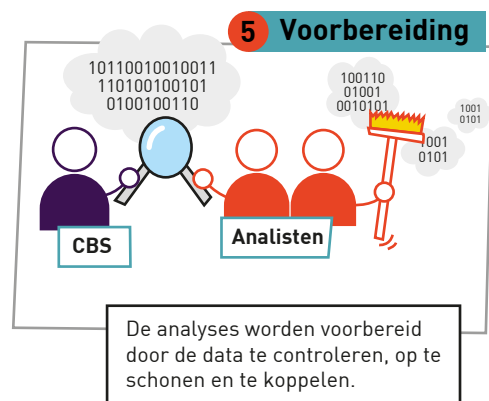 5 Voorbereiding
10110010010011
110100100101
0100100110
100110
01001
0010101
1001
0101
1001
0101
CBS
Analisten
De analyses worden voorbereid
door de data te controleren, op te
schonen en te koppelen.